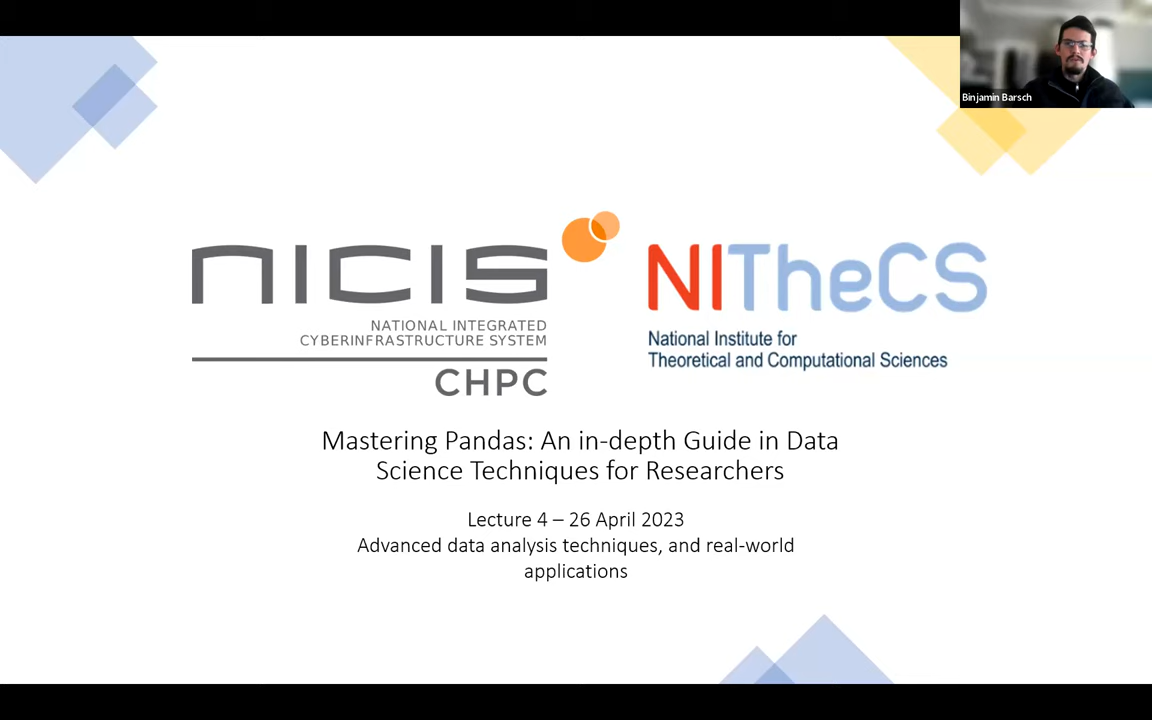 Binjamin Barsch
NICIS
NATIONAL INTEGRATED
CYBERINFRASTRUCTURE SYSTEM
CHPC
NITheCS
National Institute for
Theoretical and Computational Sciences
Mastering Pandas: An in-depth Guide in Data
Science Techniques for Researchers
Lecture 4 – 26 April 2023
Advanced data analysis techniques, and real-world
applications